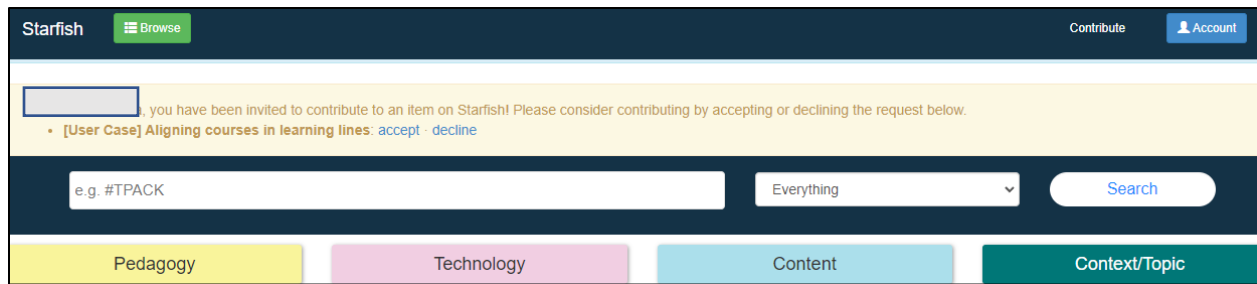 Starfish Browse Contribute Account
, you have been invited to contribute to an item on Starfish! Please consider contributing by accepting or declining the request below.
• [User Case] Aligning courses in learning lines: accept · decline
e.g. #TPACK Everything Search
Pedagogy Technology Content Context/Topic